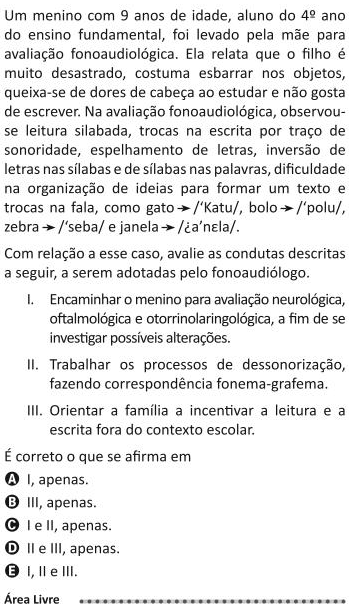 Um menino com 9 anos de idade, aluno do 4º ano
do ensino fundamental, foi levado pela mãe para
avaliação fonoaudiológica. Ela relata que o filho é
muito desastrado, costuma esbarrar nos objetos,
queixa-se de dores de cabeça ao estudar e não gosta
de escrever. Na avaliação fonoaudiológica, observou-
se leitura silabada, trocas na escrita por traço de
sonoridade, espelhamento de letras, inversão de
letras nas sílabas e de sílabas nas palavras, dificuldade
na organização de ideias para formar um texto e
trocas na fala, como gato → /‘Katu/, bolo → /‘polu/,
zebra → /‘seba/ e janela → /¿a’nɛla/.
Com relação a esse caso, avalie as condutas descritas
a seguir, a serem adotadas pelo fonoaudiólogo.
I. Encaminhar o menino para avaliação neurológica,
oftalmológica e otorrinolaringológica, a fim de se
investigar possíveis alterações.
II. Trabalhar os processos de dessonorização,
fazendo correspondência fonema-grafema.
III. Orientar a família a incentivar a leitura e a
escrita fora do contexto escolar.
É correto o que se afirma em
A I, apenas.
B III, apenas.
C I e II, apenas.
D II e III, apenas.
E I, II e III.
Área Livre